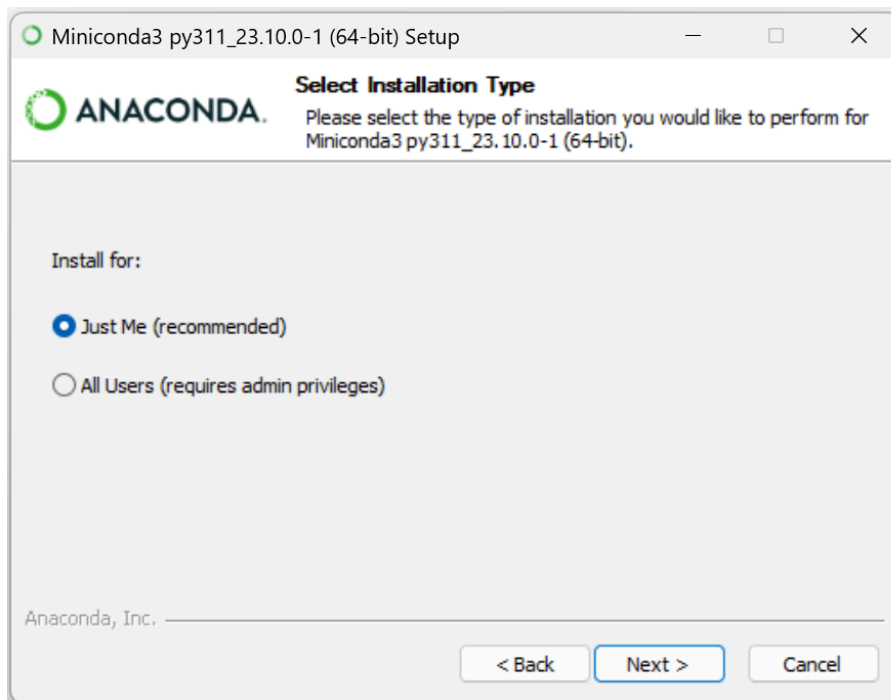 Miniconda3 py311_23.10.0-1 (64-bit) Setup
ANACONDA.
Select Installation Type
Please select the type of installation you would like to perform for
Miniconda3 py311_23.10.0-1 (64-bit).
Install for:
Just Me (recommended)
All Users (requires admin privileges)
Anaconda, Inc.
< Back
Next >
Cancel